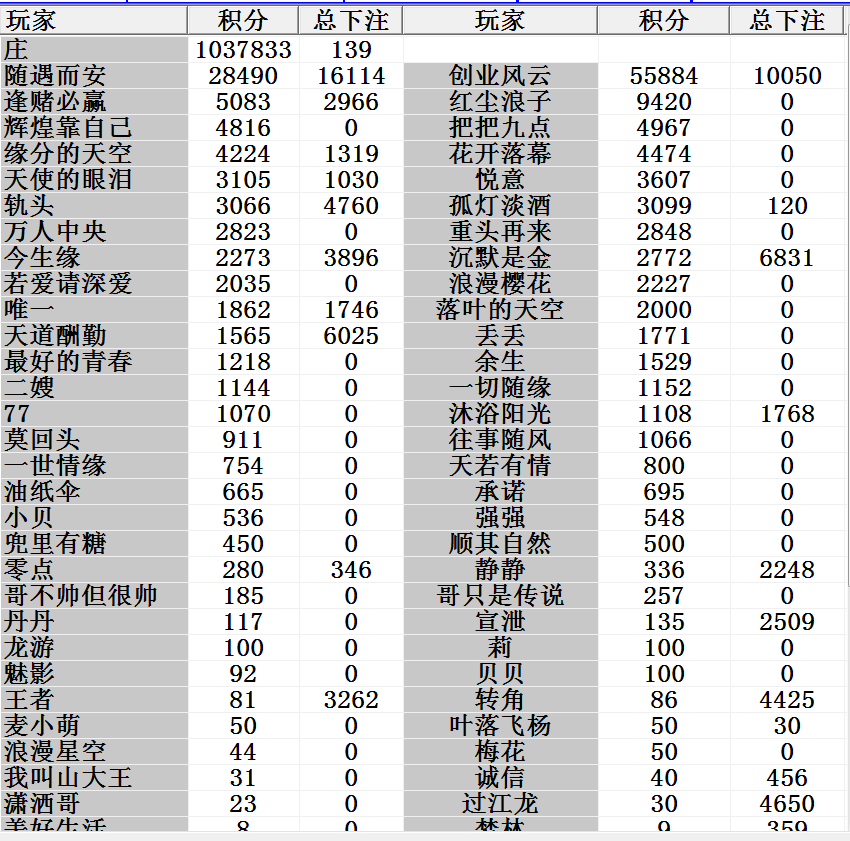 玩家 积分 总下注 玩家 积分 总下注
庄 1037833 139
随遇而安 28490 16114 创业风云 55884 10050
逢赌必赢 5083 2966 红尘浪子 9420 0
辉煌靠自己 4816 0 把把九点 4967 0
缘分的天空 4224 1319 花开落幕 4474 0
天使的眼泪 3105 1030 悦意 3607 0
轨头 3066 4760 孤灯淡酒 3099 120
万人中央 2823 0 重头再来 2848 0
今生缘 2273 3896 沉默是金 2772 6831
若爱请深爱 2035 0 浪漫樱花 2227 0
唯一 1862 1746 落叶的天空 2000 0
天道酬勤 1565 6025 丢丢 1771 0
最好的青春 1218 0 余生 1529 0
二嫂 1144 0 一切随缘 1152 0
77 1070 0 沐浴阳光 1108 1768
莫回头 911 0 往事随风 1066 0
一世情缘 754 0 天若有情 800 0
油纸伞 665 0 承诺 695 0
小贝 536 0 强强 548 0
兜里有糖 450 0 顺其自然 500 0
零点 280 346 静静 336 2248
哥不帅但很帅 185 0 哥只是传说 257 0
丹丹 117 0 宣泄 135 2509
龙游 100 0 莉 100 0
魅影 92 0 贝贝 100 0
王者 81 3262 转角 86 4425
麦小萌 50 0 叶落飞杨 50 30
浪漫星空 44 0 梅花 50 0
我叫山大王 31 0 诚信 40 456
潇洒哥 23 0 过江龙 30 4650
美好生活 8 0 梦林 9 359